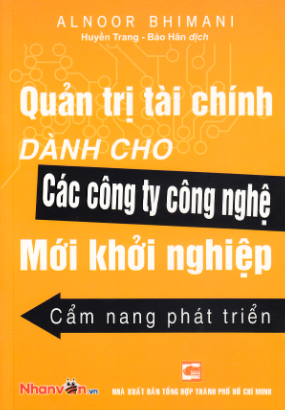 ALNOOR BHIMANI
Huyền Trang - Bảo Hân dịch
Quản trị tài chính
DÀNH CHO
Các công ty công nghệ
Mới khởi nghiệp
Cẩm nang phát triển
Nhanvăn.vn
NHÀ XUẤT BẢN TỔNG HỢP THÀNH PHỐ HỒ CHÍ MINH